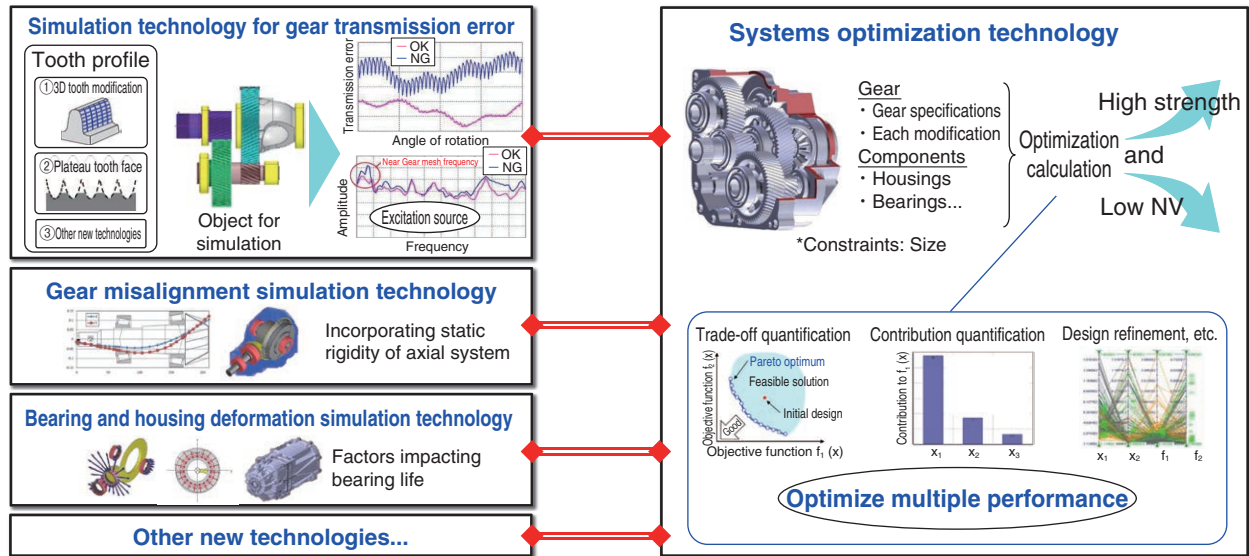 Simulation technology for gear transmission error
Tooth profile
①3D tooth modification
②Plateau tooth face
③Other new technologies
Object for
simulation
Transmission error
OK
NG
Angle of rotation
Near Gear mesh frequency
OK
NG
Amplitude
Excitation source
Frequency
Gear misalignment simulation technology
Incorporating static
rigidity of axial system
Bearing and housing deformation simulation technology
Factors impacting
bearing life
Other new technologies...
Systems optimization technology
Gear
・Gear specifications
・Each modification
Components
・Housings
・Bearings...
*Constraints: Size
Optimization
calculation
High strength
and
Low NV
Trade-off quantification
Objective function f₂ (x)
Pareto optimum
Feasible solution
Initial design
Good
Objective function f₁ (x)
Contribution quantification
Contribution to f₁ (x)
x₁ x₂ x₃
Design refinement, etc.
x₁ x₂ f₁ f₂
Optimize multiple performance